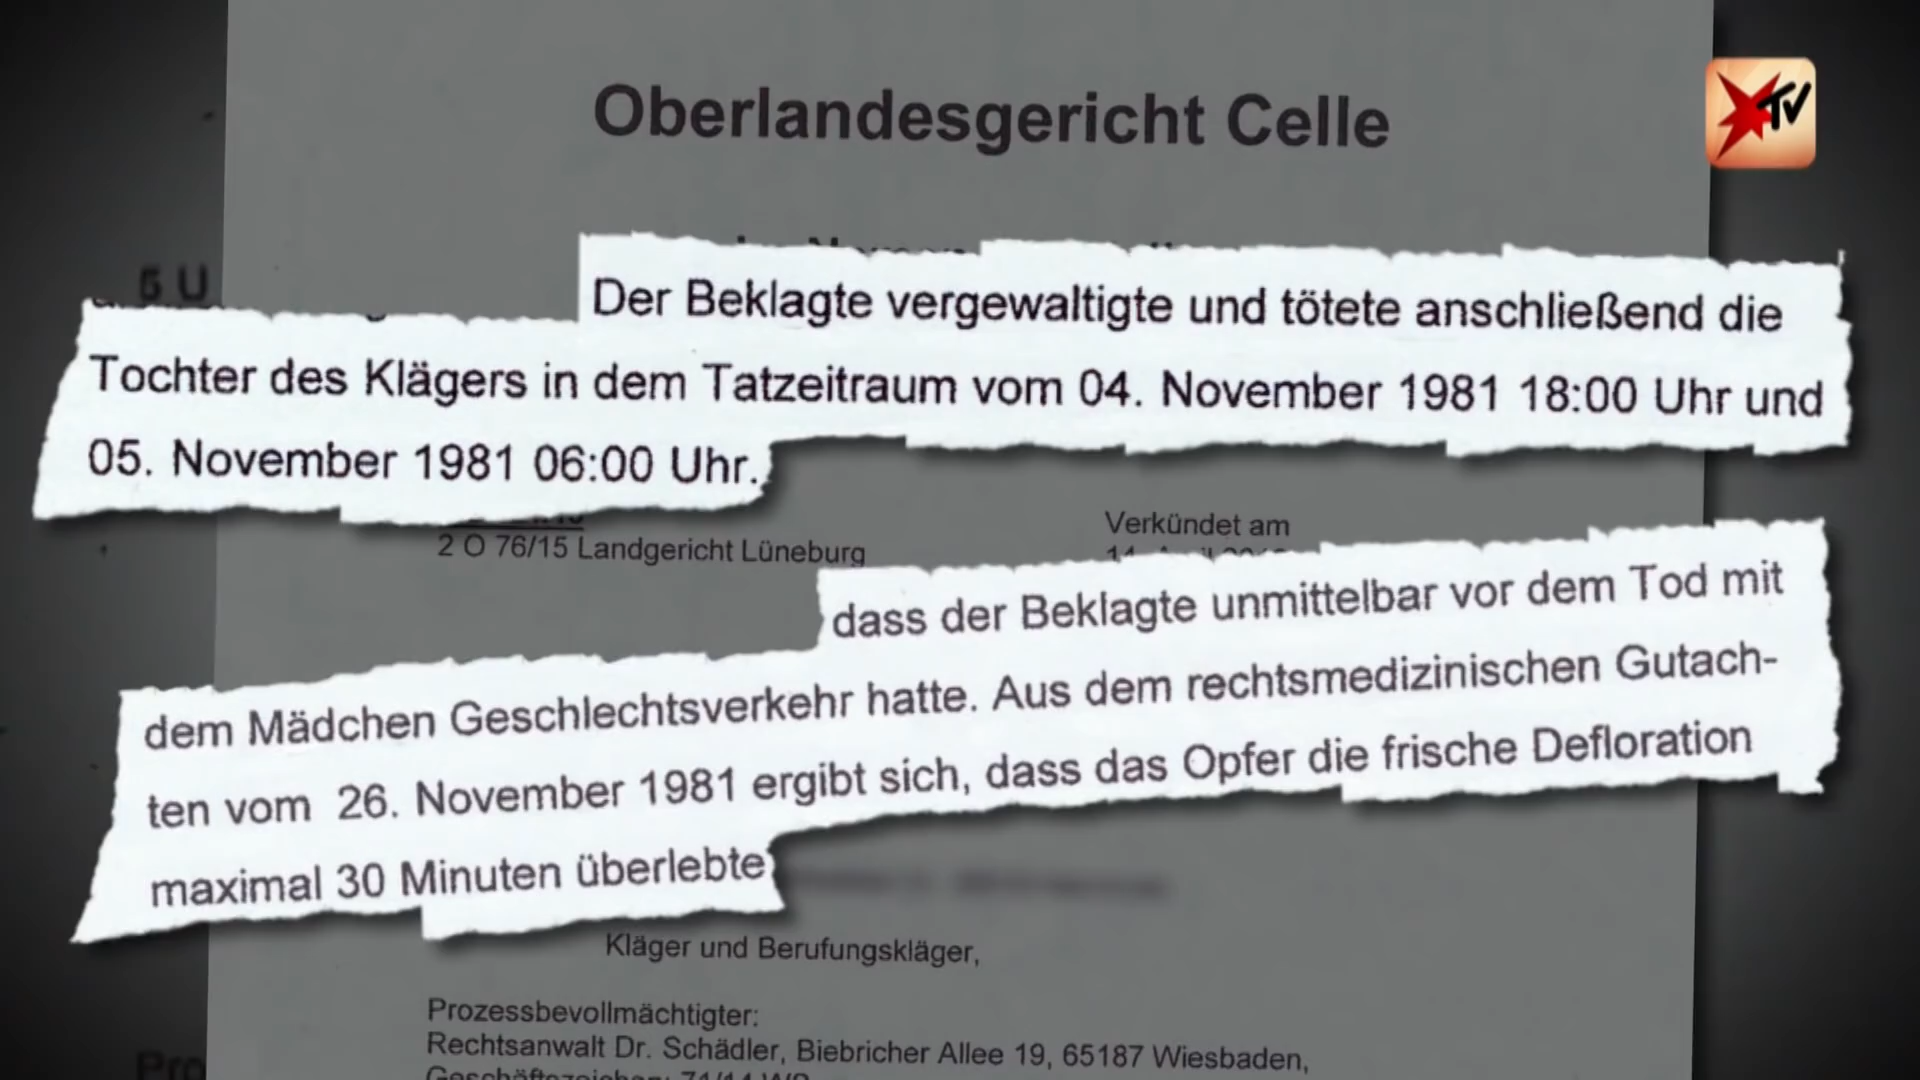 Oberlandesgericht Celle
TV
5 U
Der Beklagte vergewaltigte und tötete anschließend die
Tochter des Klägers in dem Tatzeitraum vom 04. November 1981 18:00 Uhr und
05. November 1981 06:00 Uhr.
Verkündet am
2 O 76/15 Landgericht Lüneburg
dass der Beklagte unmittelbar vor dem Tod mit
dem Mädchen Geschlechtsverkehr hatte. Aus dem rechtsmedizinischen Gutach-
ten vom 26. November 1981 ergibt sich, dass das Opfer die frische Defloration
maximal 30 Minuten überlebte
Kläger und Berufungskläger,
Prozessbevollmächtigter:
Rechtsanwalt Dr. Schädler, Biebricher Allee 19, 65187 Wiesbaden,